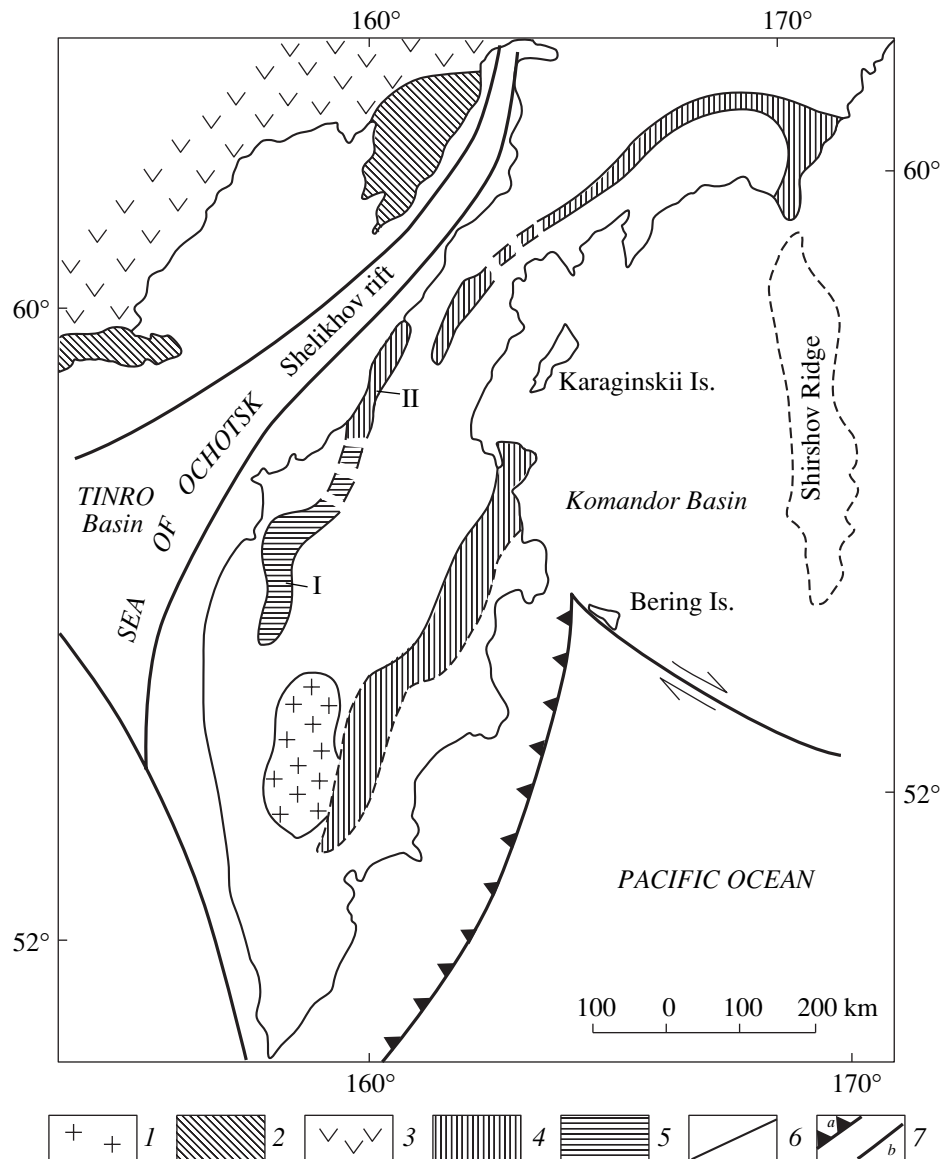 160° 170°
60°
60°
Shelikhov rift
II
Karaginskii Is.
Shirshov Ridge
SEA OF OCHOTSK
TINRO
Basin
Komandor Basin
I
Bering Is.
52°
PACIFIC OCEAN
52°
100 0 100 200 km
160° 170°
1 2 3 4 5 6 a b 7